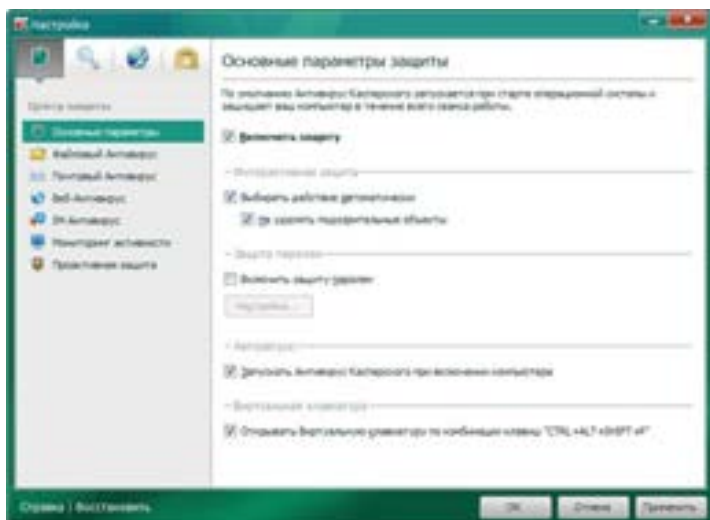 Настройка
Основные параметры защиты
По умолчанию Антивирус Касперского запускается при старте операционной системы и
защищает ваш компьютер в течение всего сеанса работы.
Центр защиты
Основные параметры
Включить защиту
Файловый Антивирус
Интерактивная защита
Почтовый Антивирус
Веб-Антивирус
Выбирать действие автоматически
IM-Антивирус
Не удалять подозрительные объекты
Мониторинг активности
Защита паролем
Проактивная защита
Включить защиту паролем
Настройка...
Автозапуск
Запускать Антивирус Касперского при включении компьютера
Виртуальная клавиатура
Открывать Виртуальную клавиатуру по комбинации клавиш "CTRL+ALT+SHIFT+P"
Справка | Восстановить
OK
Отмена
Применить